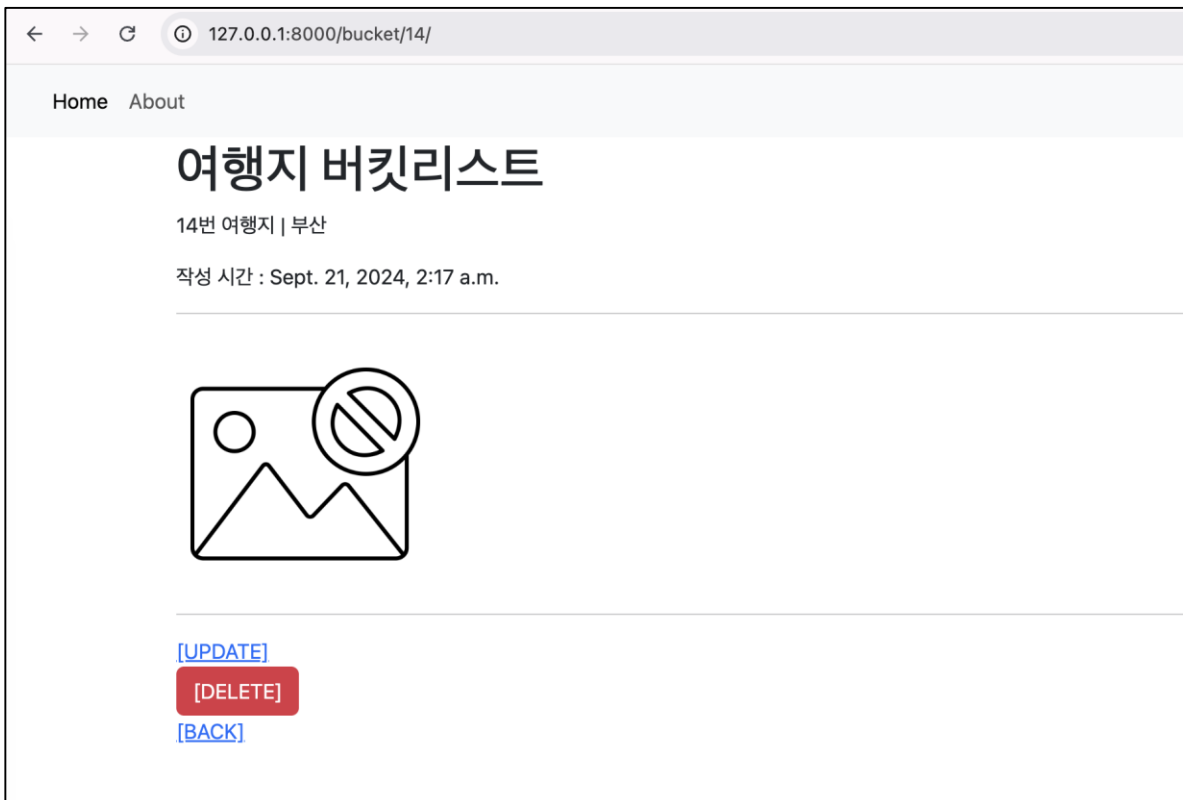 127.0.0.1:8000/bucket/14/
Home About
여행지 버킷리스트
14번 여행지 | 부산
작성 시간 : Sept. 21, 2024, 2:17 a.m.
[UPDATE]
[DELETE]
[BACK]